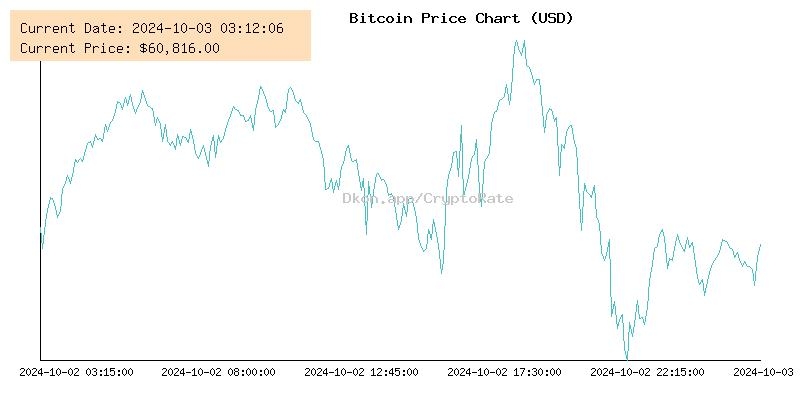 Bitcoin Price Chart (USD)
Current Date: 2024-10-03 03:12:06
Current Price: $60,816.00
Dkon.app/CryptoRate
2024-10-02 03:15:00
2024-10-02 08:00:00
2024-10-02 12:45:00
2024-10-02 17:30:00
2024-10-02 22:15:00
2024-10-03